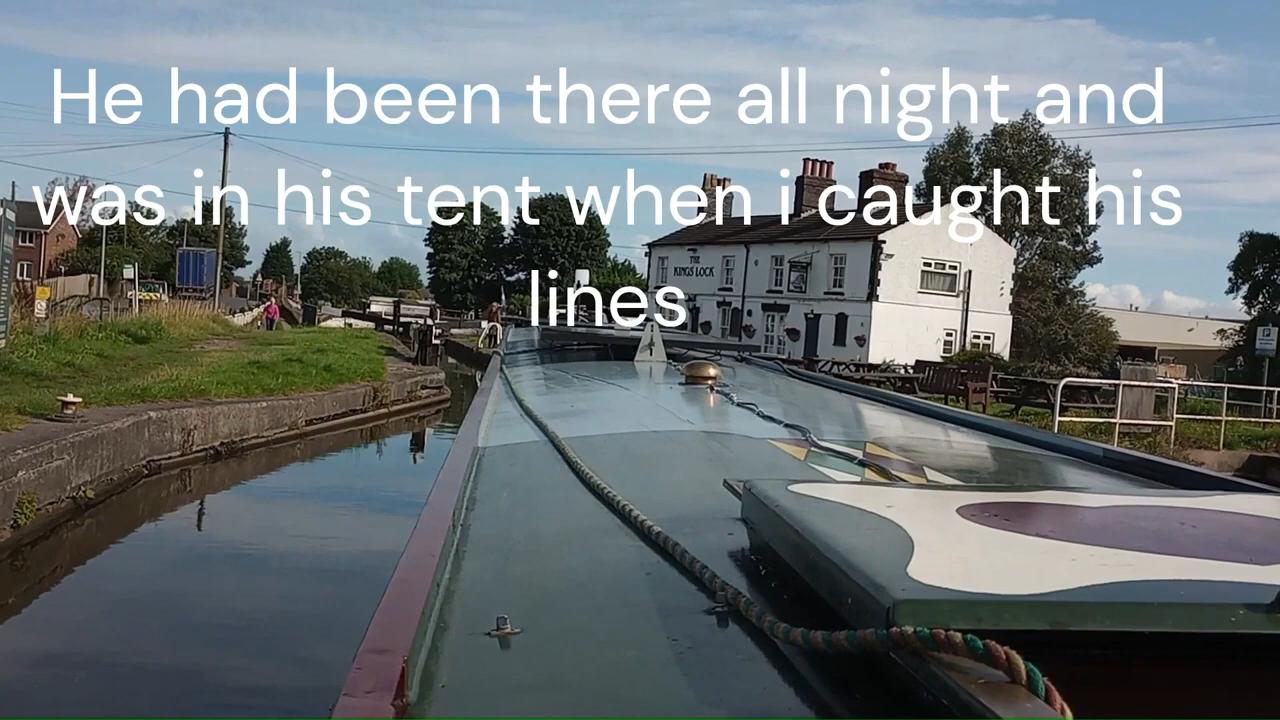 He had been there all night and
was in his tent when i caught his
lines
THE
KINGS LOCK